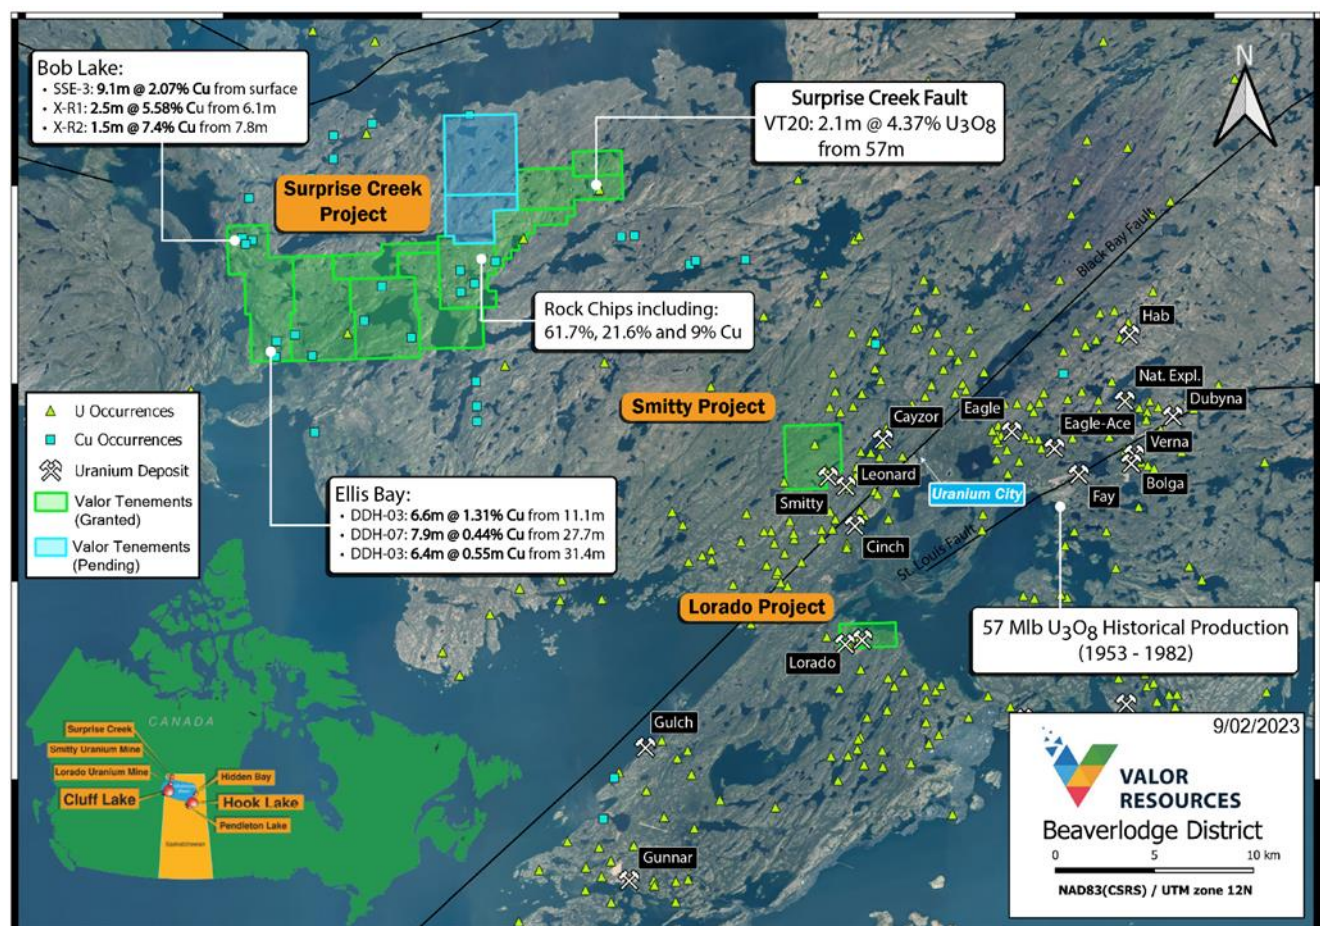 Bob Lake:
• SSE-3: 9.1m @ 2.07% Cu from surface
• X-R1: 2.5m @ 5.58% Cu from 6.1m
• X-R2: 1.5m @ 7.4% Cu from 7.8m
Surprise Creek Fault
VT20: 2.1m @ 4.37% U3O8
from 57m
N
Surprise Creek
Project
Black Bay Fault
Rock Chips including:
61.7%, 21.6% and 9% Cu
Hab
Nat. Expl.
Dubyna
Smitty Project
Cayzor
Eagle
Eagle-Ace
Verna
U Occurrences
Cu Occurrences
Uranium Deposit
Valor Tenements
(Granted)
Valor Tenements
(Pending)
Leonard
Bolga
Uranium City
Fay
Smitty
Ellis Bay:
• DDH-03: 6.6m @ 1.31% Cu from 11.1m
• DDH-07: 7.9m @ 0.44% Cu from 27.7m
• DDH-03: 6.4m @ 0.55m Cu from 31.4m
Cinch
St. Louis Fault
Lorado Project
57 Mlb U3O8 Historical Production
(1953 - 1982)
Lorado
Gulch
Gunnar
CANADA
Surprise Creek
Smitty Uranium Mine
Lorado Uranium Mine
Cluff Lake
Hidden Bay
Hook Lake
Pendleton Lake
Saskatchewan
9/02/2023
VALOR
RESOURCES
Beaverlodge District
0 5 10 km
NAD83(CSRS) / UTM zone 12N